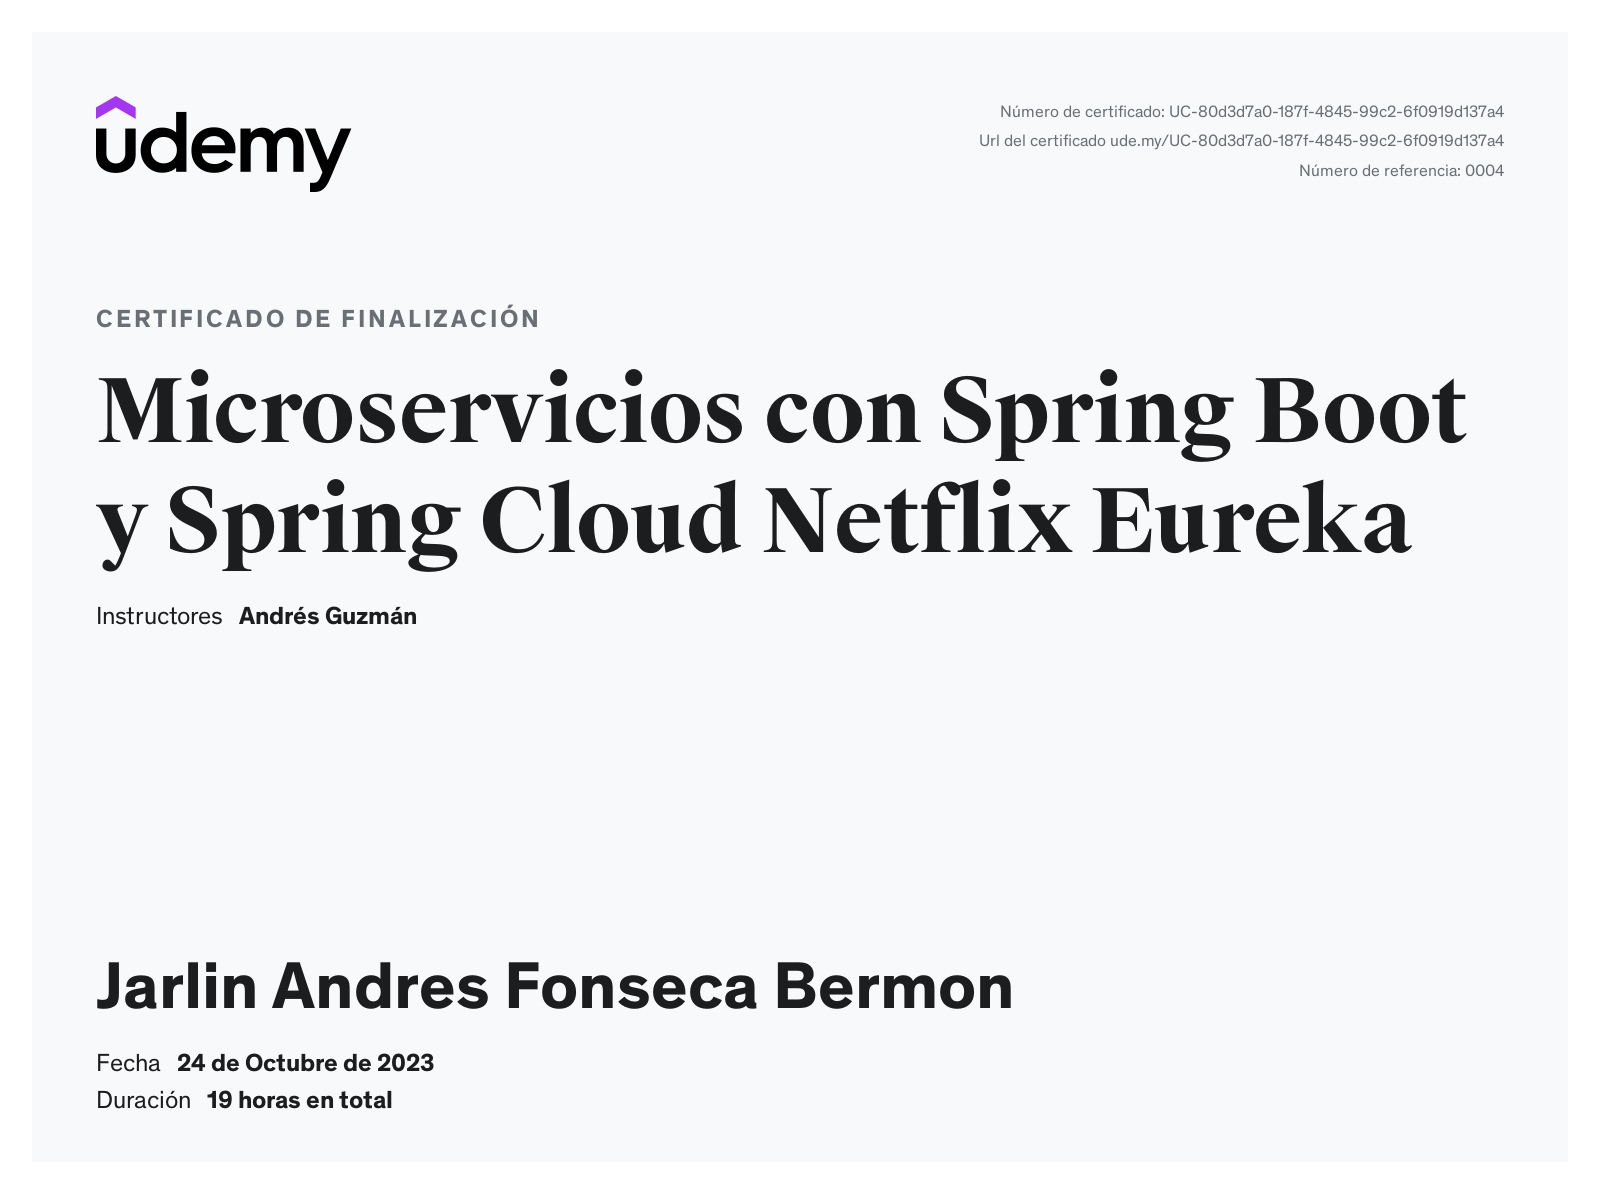 udemy
Número de certificado: UC-80d3d7a0-187f-4845-99c2-6f0919d137a4
Url del certificado ude.my/UC-80d3d7a0-187f-4845-99c2-6f0919d137a4
Número de referencia: 0004
CERTIFICADO DE FINALIZACIÓN
Microservicios con Spring Boot
y Spring Cloud Netflix Eureka
Instructores Andrés Guzmán
Jarlin Andres Fonseca Bermon
Fecha 24 de Octubre de 2023
Duración 19 horas en total